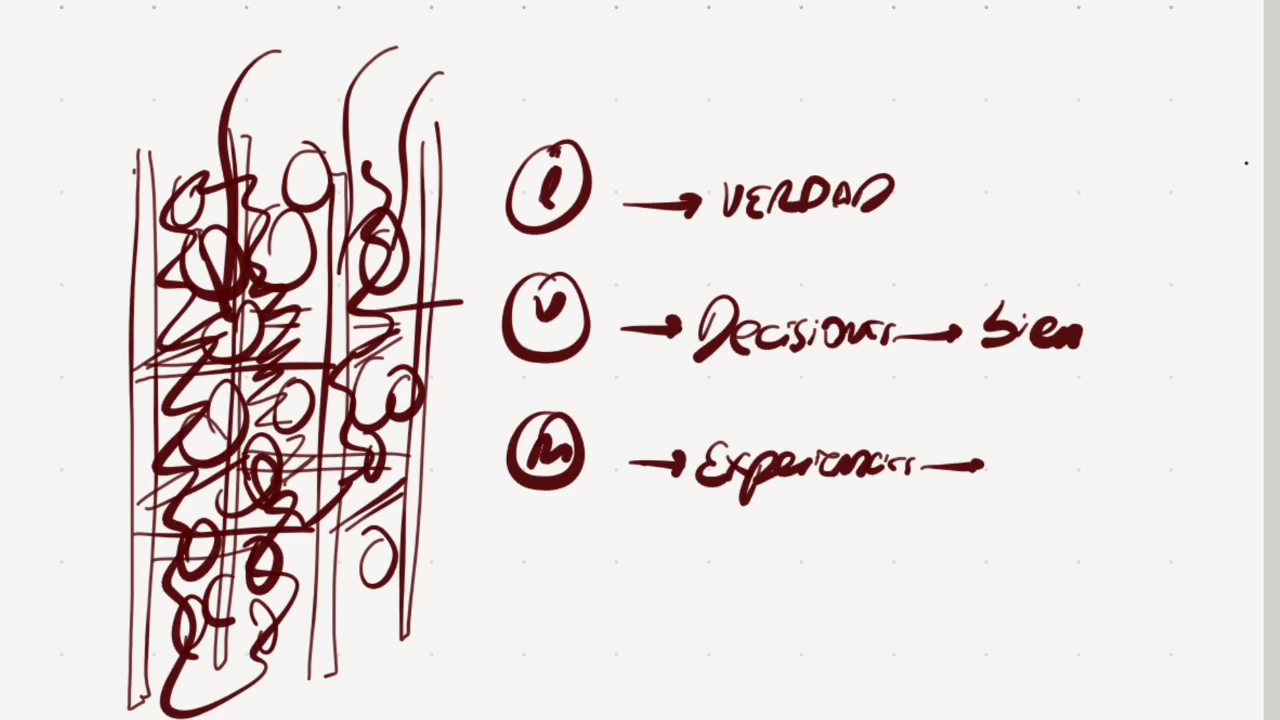 I → VERDAD
V → Decisiones → bien
M → Experiencias →